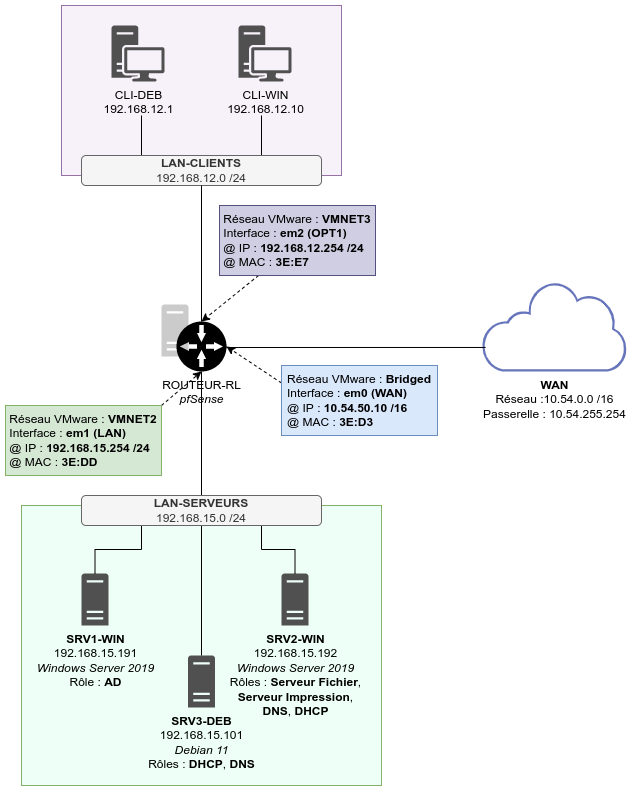 CLI-DEB
192.168.12.1
CLI-WIN
192.168.12.10
LAN-CLIENTS
192.168.12.0 /24
Réseau VMware : VMNET3
Interface : em2 (OPT1)
@ IP : 192.168.12.254 /24
@ MAC : 3E:E7
ROUTEUR-RL
pfSense
WAN
Réseau :10.54.0.0 /16
Passerelle : 10.54.255.254
Réseau VMware : Bridged
Interface : em0 (WAN)
@ IP : 10.54.50.10 /16
@ MAC : 3E:D3
Réseau VMware : VMNET2
Interface : em1 (LAN)
@ IP : 192.168.15.254 /24
@ MAC : 3E:DD
LAN-SERVEURS
192.168.15.0 /24
SRV1-WIN
192.168.15.191
Windows Server 2019
Rôle : AD
SRV2-WIN
192.168.15.192
Windows Server 2019
Rôles : Serveur Fichier,
Serveur Impression,
DNS, DHCP
SRV3-DEB
192.168.15.101
Debian 11
Rôles : DHCP, DNS